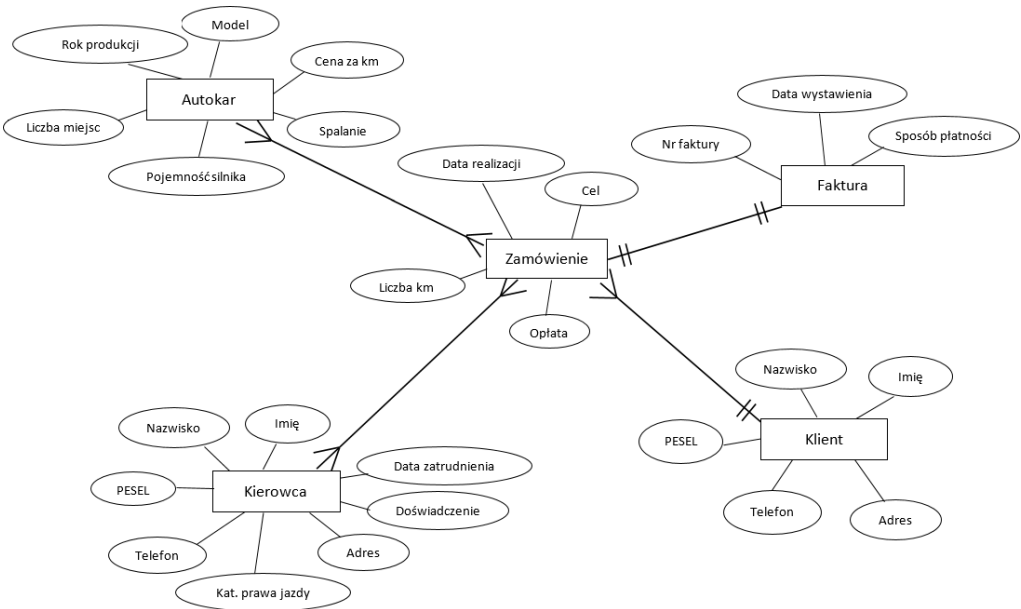 Model
Rok produkcji
Cena za km
Autokar
Liczba miejsc
Spalanie
Pojemność silnika
Data wystawienia
Sposób płatności
Nr faktury
Faktura
Data realizacji
Cel
Zamówienie
Liczba km
Opłata
Nazwisko
Imię
PESEL
Klient
Telefon
Adres
Nazwisko
Imię
Data zatrudnienia
PESEL
Kierowca
Doświadczenie
Telefon
Adres
Kat. prawa jazdy